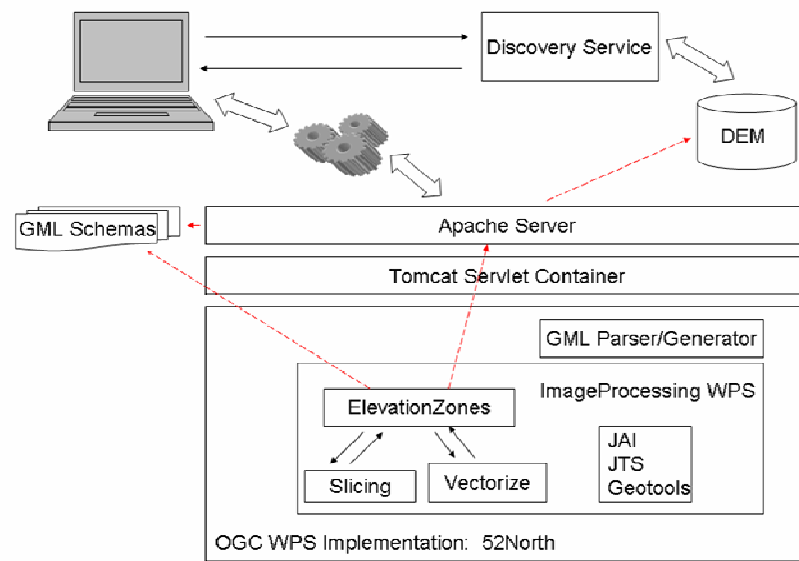 Discovery Service
DEM
GML Schemas
Apache Server
Tomcat Servlet Container
GML Parser/Generator
ImageProcessing WPS
ElevationZones
JAI
JTS
Geotools
Slicing
Vectorize
OGC WPS Implementation: 52North